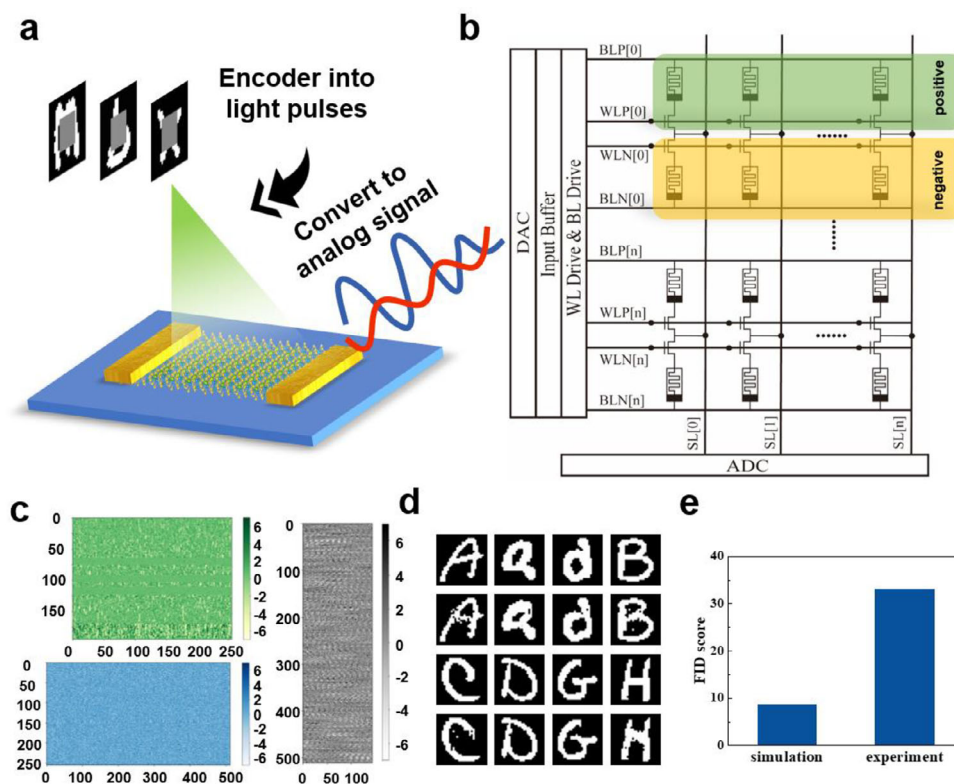 a
Encoder into
light pulses
Convert to
analog signal
b
DAC
Input Buffer
WL Drive & BL Drive
BLP[0]
WLP[0]
WLN[0]
BLN[0]
BLP[n]
WLP[n]
WLN[n]
BLN[n]
positive
negative
SL[0]
SL[1]
SL[n]
ADC
c
0
50
100
150
0 50 100 150 200 250
6
4
2
0
-2
-4
-6
0
50
100
150
200
250
0 100 200 300 400 500
6
4
2
0
-2
-4
-6
0
100
200
300
400
500
0 50 100
6
4
2
0
-2
-4
-6
d
A a d B
A a d B
C D G H
C D G H
e
FID score
40
30
20
10
0
simulation experiment